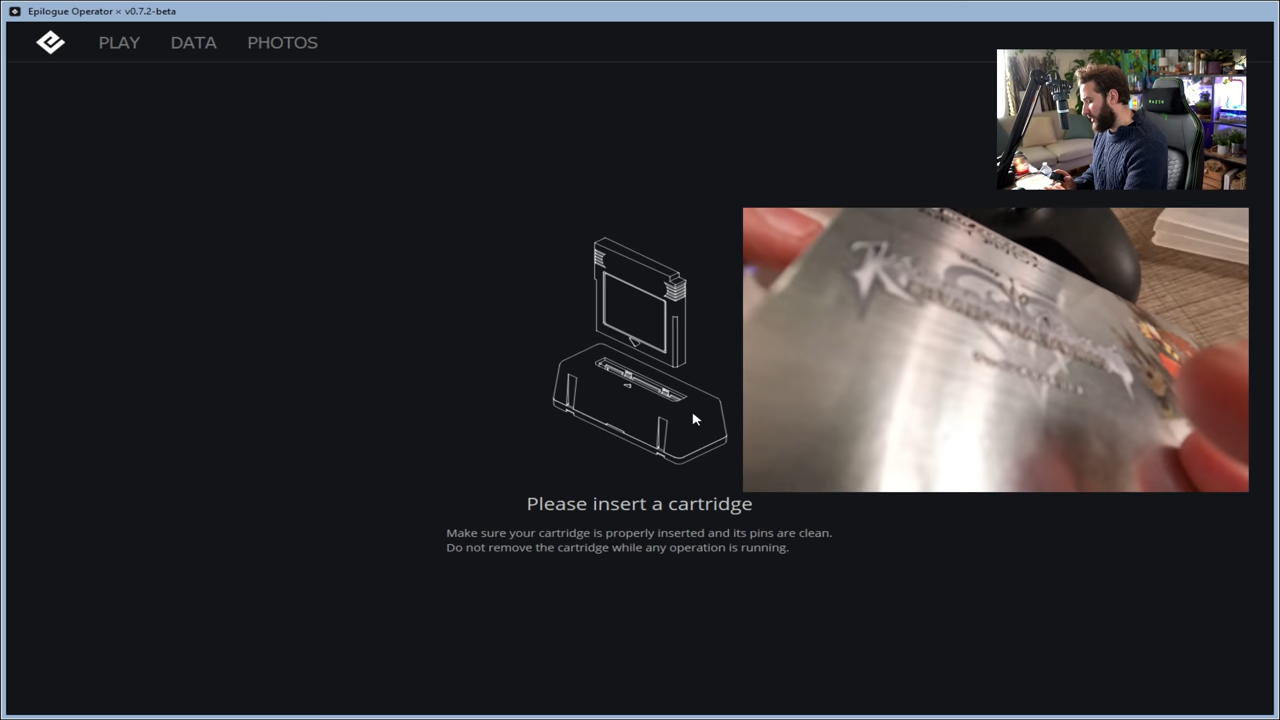 Epilogue Operator × v0.7.2-beta
PLAY DATA PHOTOS
RAZER
Please insert a cartridge
Make sure your cartridge is properly inserted and its pins are clean.
Do not remove the cartridge while any operation is running.